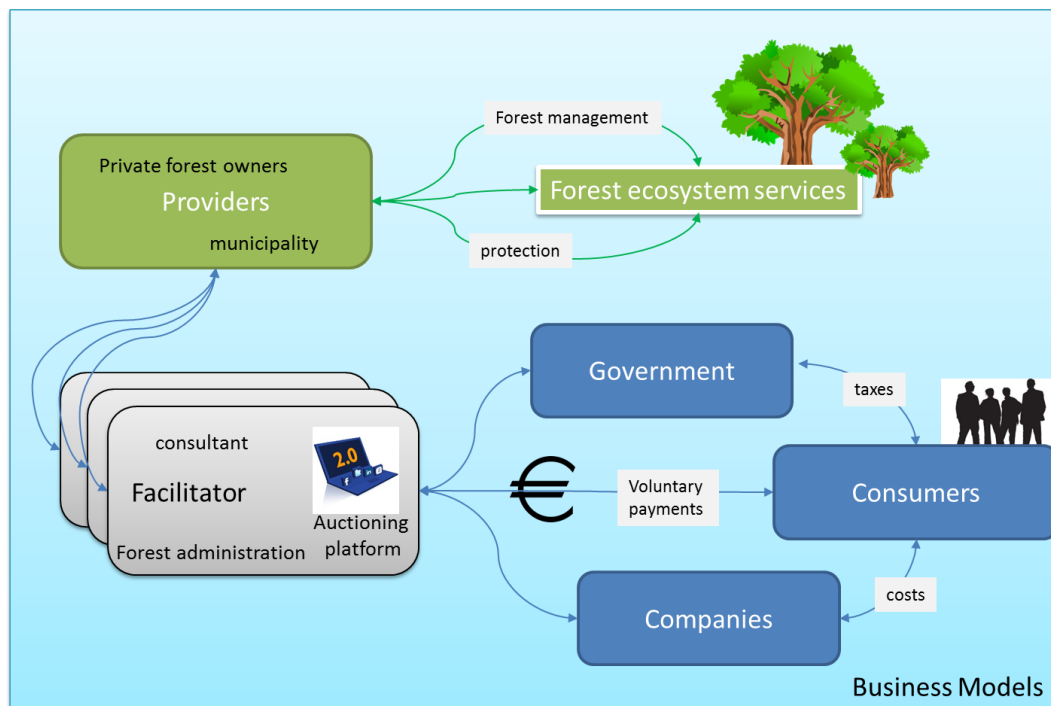 Forest management
Private forest owners
Providers
municipality
Forest ecosystem services
protection
Government
taxes
consultant
2.0
Facilitator
Auctioning
platform
Forest administration
€
Voluntary
payments
Consumers
costs
Companies
Business Models